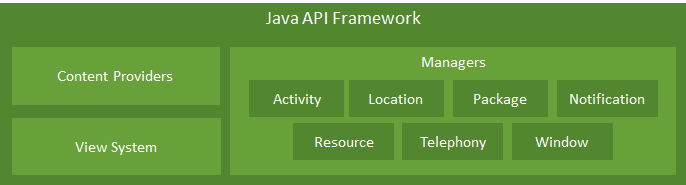 Java API Framework
Content Providers
View System
Managers
Activity
Location
Package
Notification
Resource
Telephony
Window